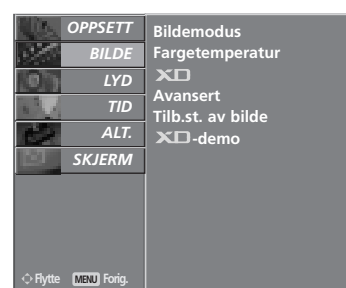 OPPSETT
BILDE
LYD
TID
ALT.
SKJERM
Flytte MENU Forig.
Bildemodus
Fargetemperatur
XD
Avansert
Tilb.st. av bilde
XD-demo